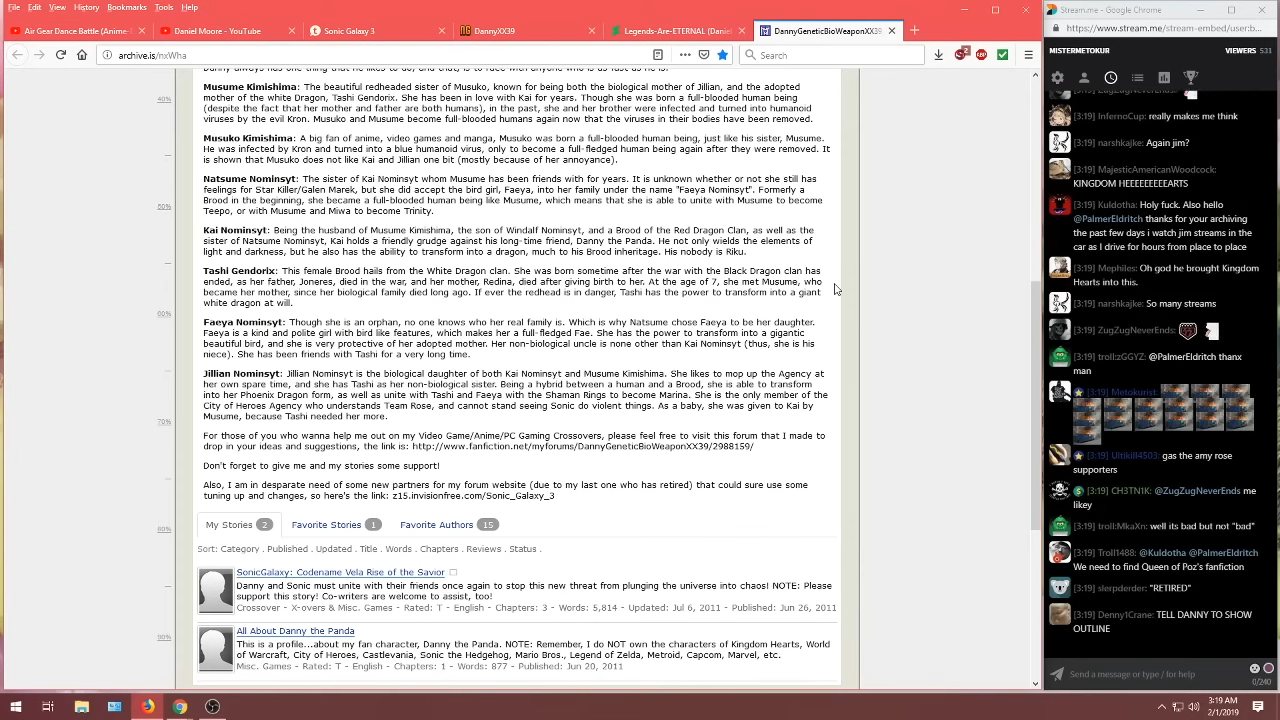 File Edit View History Bookmarks Tools Help
Air Gear Dance Battle (Anime/ma
Daniel Moore - YouTube
Sonic Galaxy 3
DannyXX39
Legends-Are-ETERNAL (Daniel
DannyGeneticBioWeaponXX39
archive.is/nxWha
Search
Musume Kimishima: The beautiful redheaded sister of Musuko, known for being both the biological mother of Jillian, and the adopted
mother of the white Dragon, Tashi Gendorix. She has been in love with Kai for years. Though she was born a full-blooded human being
(despite the fact that her mother and father are both humans), in the past, she and her brother were infected and turned into humanoid
viruses by the evil Kron. Musuko and Musume become full-blooded humans again now that the viruses in their bodies have been removed.
Musuko Kimishima: A big fan of anime, video games and manga, Musuko was born a full-blooded human being, just like his sister, Musume.
He was infected by Kron and turned into a blue humanoid virus, only to become a full-fledged human being again after they were removed. It
is shown that Musuko does not like Kai and Jillian one bit (mostly because of her annoyance).
Natsume Nominsyt: The sister of Kai Nominsyt, whom Musume has been friends with for years. It is unknown whether or not she still has
feelings for Star Killer/Galen Marek, but she did accept the bird girl, Feaya, into her family under the name "Faeya Nominsyt". Formerly a
Brood in the beginning, she became a full-blooded human being like Musume, which means that she is able to unite with Musume to become
Teepo, or with Musume and Miwa to become Trinity.
Kai Nominsyt: Being the husband of Musume Kimishima, the son of Windalf Nominsyt, and a Brood of the Red Dragon Clan, as well as the
sister of Natsume Nominsyt, Kai holds a friendly grudge against his long-time friend, Danny the Panda. He not only wields the elements of
light and darkness, but he also has the ability to transform into a dragon, much to his Brood inheritage. His nobody is Riku.
Tashi Gendorix: This female Brood hails from the White Dragon clan. She was born sometime after the war with the Black Dragon clan has
ended, as her father, Joneres, died in the war, and her mother, Redina, died after giving birth to her. At the age of 7, she met Musume, who
became her mother, since her biological family died long ago. If ever the redhead is in danger, Tashi has the power to transform into a giant
white dragon at will.
Faeya Nominsyt: Though she is an orphan, no one knows who her real family is. Which is why Natsume chose Faeya to be her daughter.
Faeya is a kind and polite girl with bird like features, which makes her a full-fledged Fae. She has the power to transform into a gigantic
beautiful bird, and she is very protective of her adopted mother. Her non-biological uncle is none other than Kai Nominsyt (thus, she is his
niece). She has been friends with Tashi for a very long time.
Jillian Nominsyt: Jillian Nominsyt is the biological daughter of both Kai Nominsyt and Musume Kimishima. She likes to mop up the Agency at
her own spare time, and she has Tashi as her non-biological sister. Being a hybrid between a human and a Brood, she is able to transform
into her Phoenix Dragon form, as well as unite with Tashi and Faeya with the Shaman Rings to become Marina. She is the only member of the
City of Heroes Agency who understands Team Rose, and cannot stand seeing Sonic do violent things. As a baby, she was given to Kai by
Musume, because Tashi needed her more.
For those of you who wanna help me out on my Video Game/Anime/PC Gaming Crossovers, please feel free to visit this forum that I made to
drop in your ideas and suggestions, the link is: http://www.fanfiction.net/myforums/DannyGeneticBioWeaponXX39/2988159/
Don't forget to give me and my stories some support!
Also, I am in desparate need of some new partners for my forum website (due to my last one who has retired) that could sure use some
tuning up and changes, so here's the link: z15.invisionfree.com/Sonic_Galaxy_3
My Stories 2 Favorite Stories 1 Favorite Authors 15
Sort: Category . Published . Updated . Title . Words . Chapters . Reviews . Status .
SonicGalaxy: Codename Vela Rise of the Savior
Danny and Sonic must unite with their friends once again to stop this new threat from plunging the universe into chaos! NOTE: Please
support this story! Co-writers are welcome to assist, too!
Crossover - X-overs & Misc. Games - Rated: T - English - Chapters: 3 - Words: 5,814 - Updated: Jul 6, 2011 - Published: Jun 26, 2011
All About Danny the Panda
This is a profile...about my fan character, Danny the Panda. NOTE: Remember, I do NOT own the characters of Kingdom Hearts, World
of Warcraft, City of Heroes, Castlevania, Sonic the Hedgehog, Mario Bros., Legend of Zelda, Metroid, Capcom, Marvel, etc.
Misc. Games - Rated: T - English - Chapters: 1 - Words: 877 - Published: Jun 20, 2011
40%
50%
60%
70%
80%
90%
Stream.me - Google Chrome
https://www.stream.me/stream-embed/user:b...
MISTERMETOKUR
VIEWERS 531
[3:19] ZugZugNeverEnds:
[3:19] InfernoCup: really makes me think
[3:19] narshkajke: Again jim?
[3:19] MajesticAmericanWoodcock:
KINGDOM HEEEEEEEEARTS
[3:19] Kuldotha: Holy fuck. Also hello
@PalmerEldritch thanks for your archiving
the past few days i watch jim streams in the
car as I drive for hours from place to place
[3:19] Mephiles: Oh god he brought Kingdom
Hearts into this.
[3:19] narshkajke: So many streams
[3:19] ZugZugNeverEnds:
[3:19] troll:zGGYZ: @PalmerEldritch thanx
man
[3:19] Metokurist:
[3:19] Ultikill4503: gas the amy rose
supporters
[3:19] CH3TN1K: @ZugZugNeverEnds me
likey
[3:19] troll:MkaXn: well its bad but not "bad"
[3:19] Troll1488: @Kuldotha @PalmerEldritch
We need to find Queen of Poz's fanfiction
[3:19] slerpderder: "RETIRED"
[3:19] Denny1Crane: TELL DANNY TO SHOW
OUTLINE
Send a message or type / for help
0/240
3:19 AM
2/1/2019